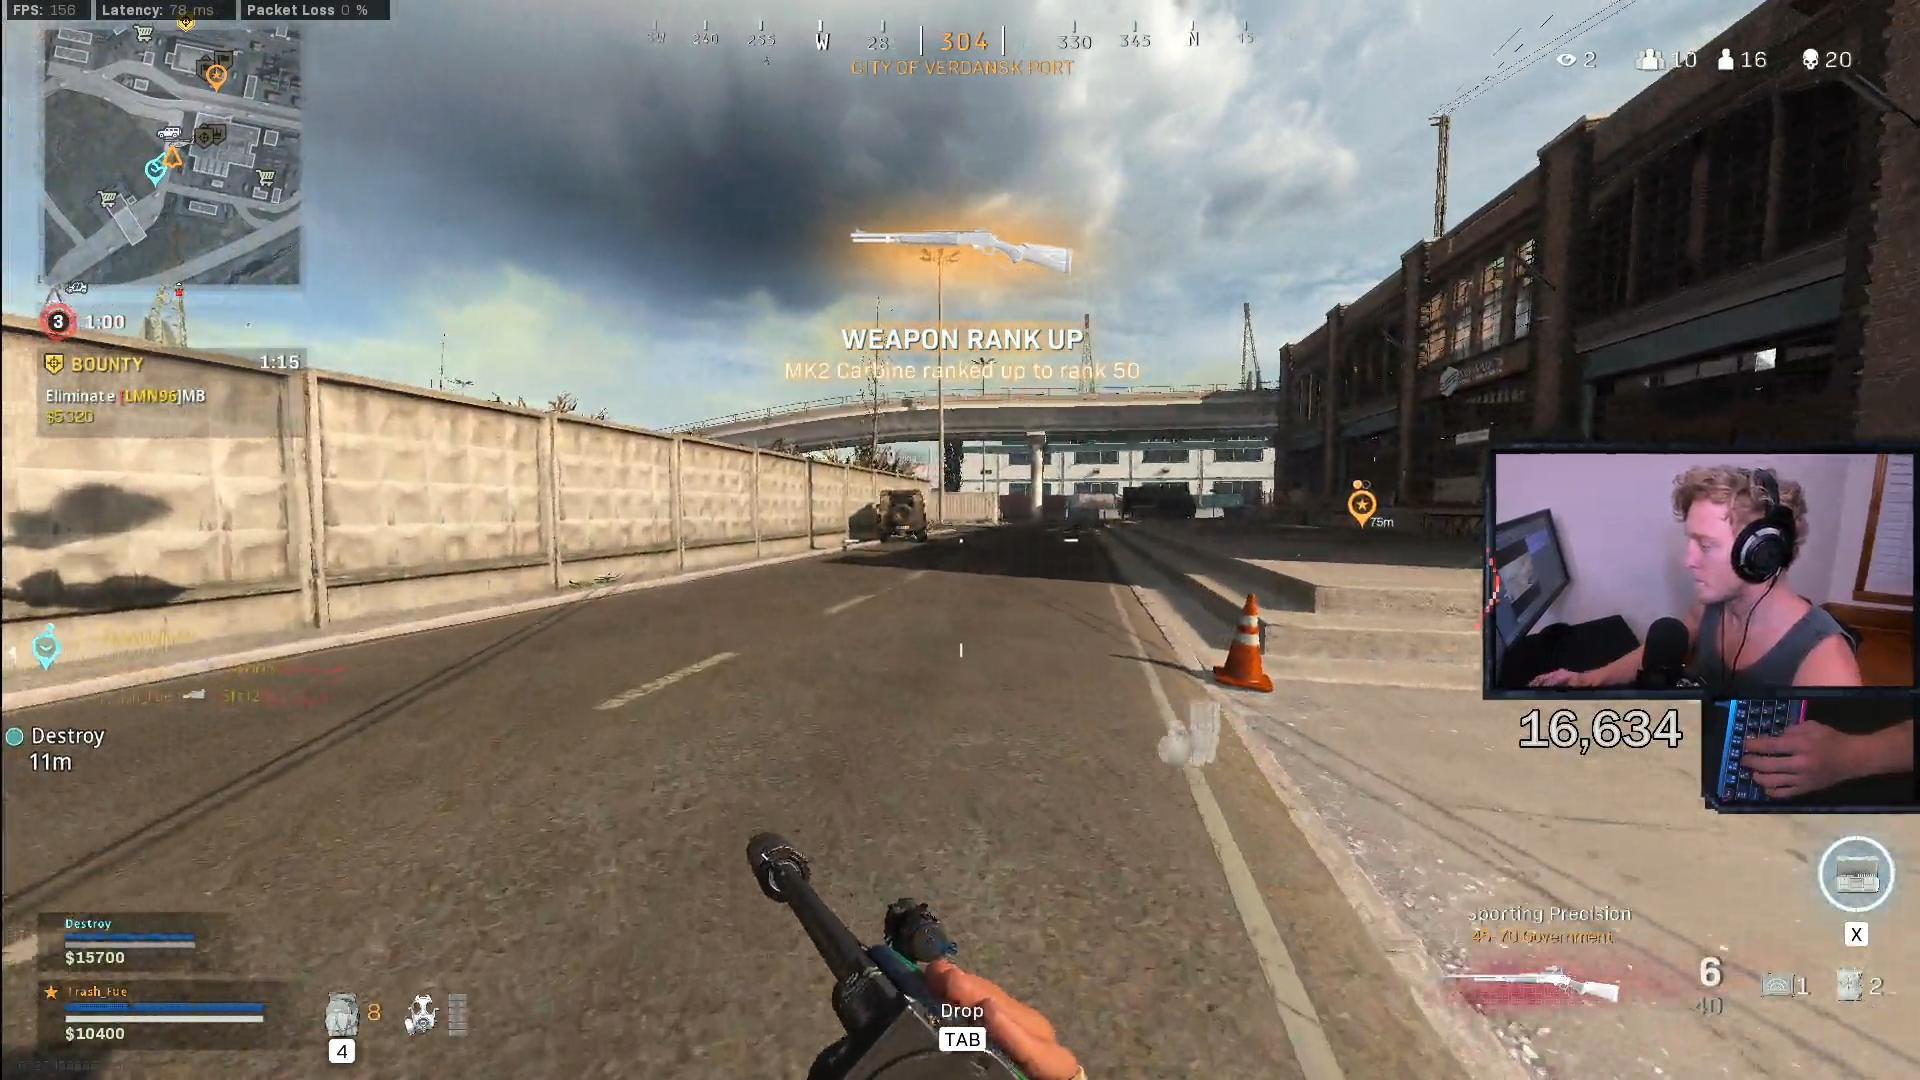 FPS: 156 Latency: 78 ms Packet Loss 0 %
240 255 W 28 304 330 345 N 15
CITY OF VERDANSK PORT
2 10 16 20
3 1:00
BOUNTY 1:15
Eliminate [LMN96]MB
$5320
WEAPON RANK UP
MK2 Carbine ranked up to rank 50
75m
16,634
Destroy
11m
Destroy
$15700
Trash_Fue
$10400
8
4
Drop
TAB
Sporting Precision
45-70 Government
6
40
1
2
X